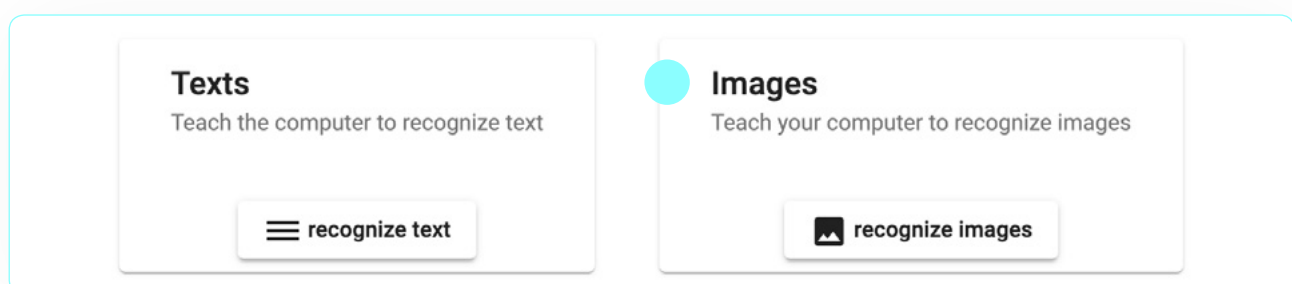 Texts
Teach the computer to recognize text
recognize text
Images
Teach your computer to recognize images
recognize images